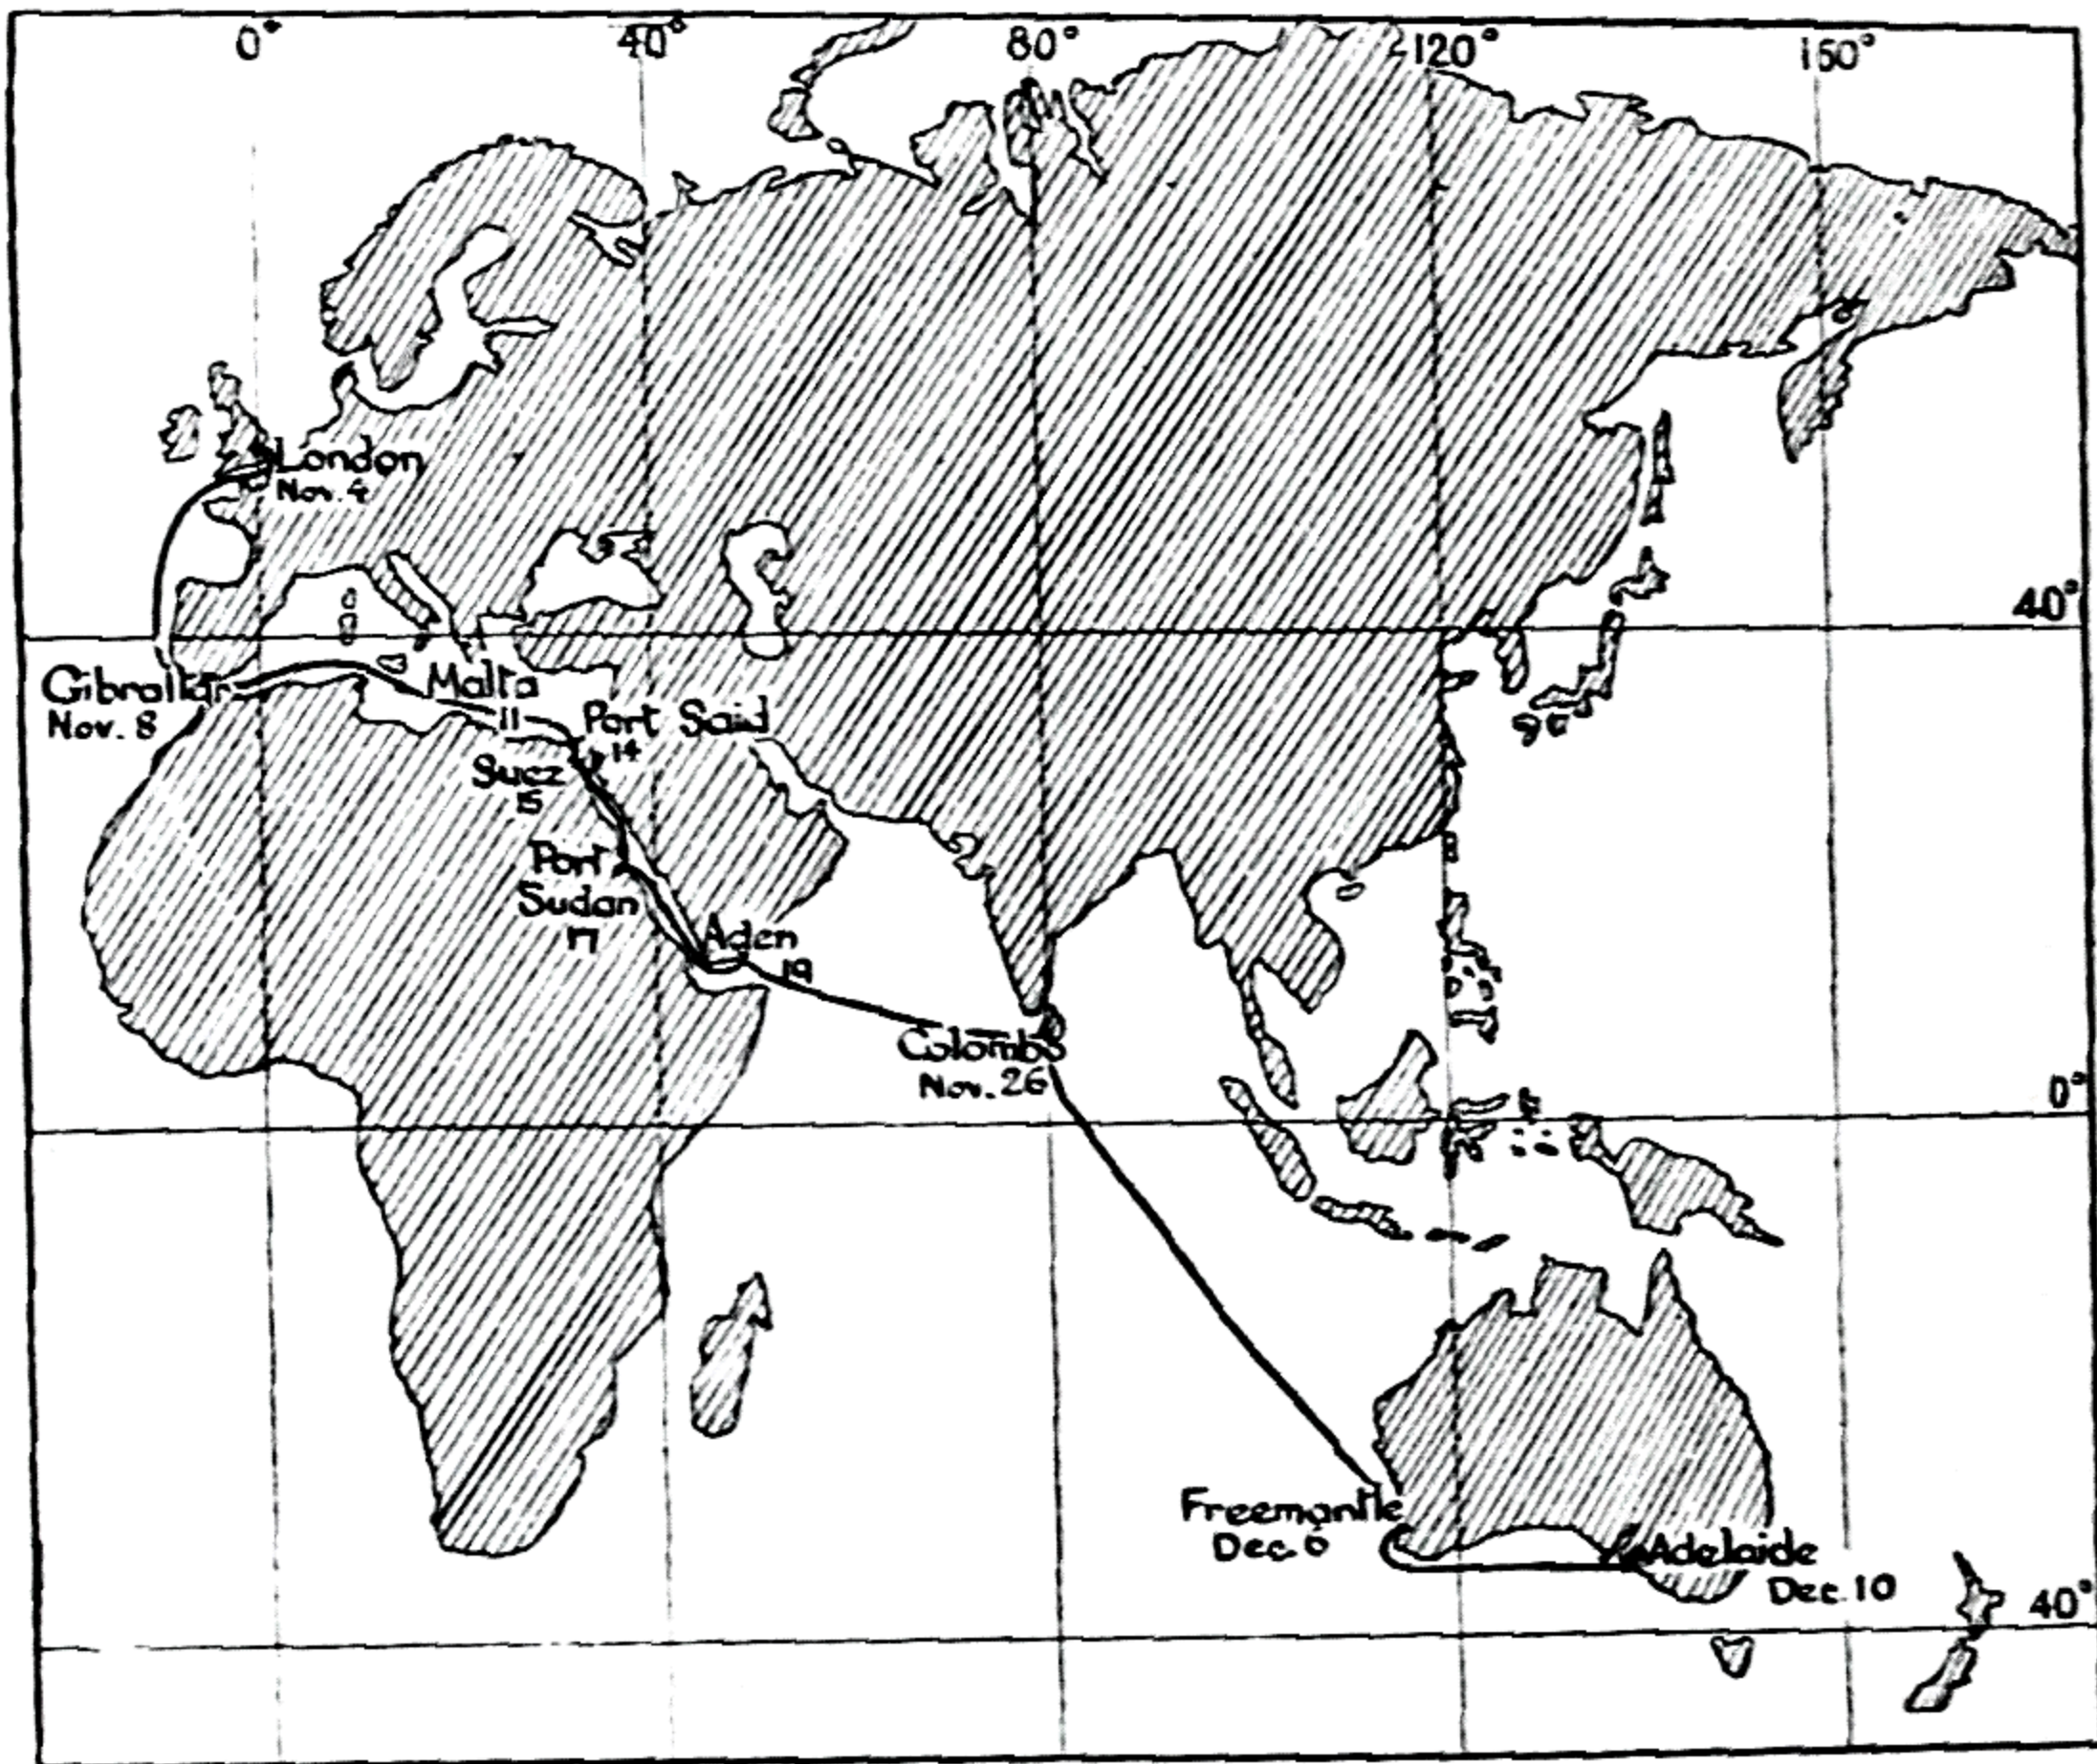 0° 40° 80° 120° 160°
London
Nov. 4
40°
Gibraltar
Nov. 8
Malta
11
Port Said
14
Suez
15
Port
Sudan
17
Aden
19
Colombo
Nov. 26
0°
Freemantle
Dec. 6
Adelaide
Dec. 10
40°